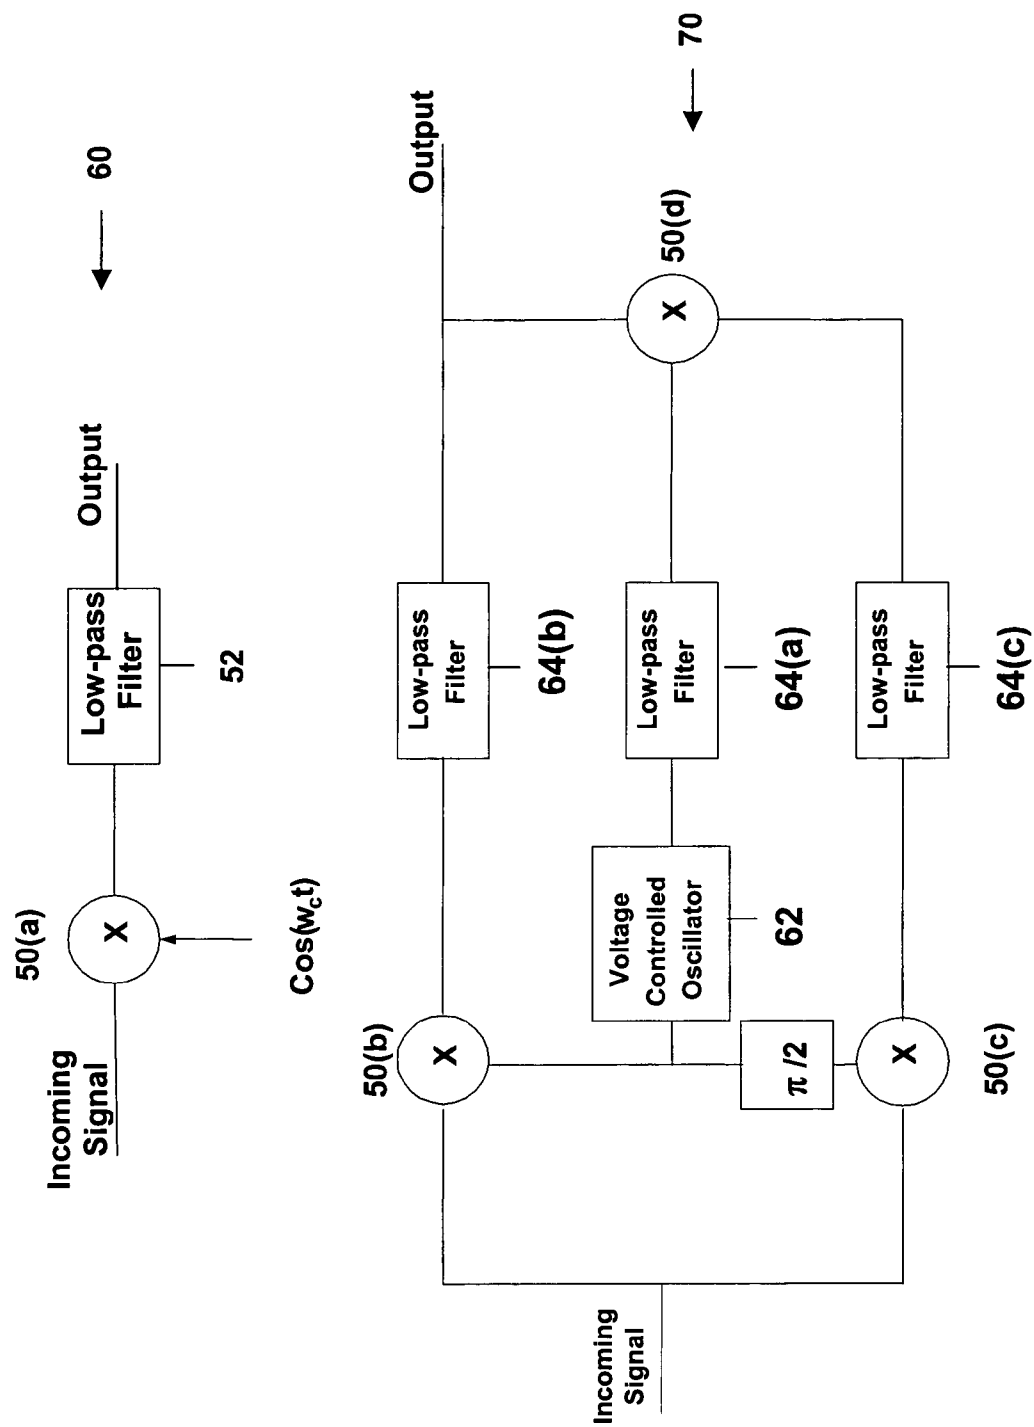 60
Incoming
Signal
50(a)
X
Cos(w_c t)
Low-pass
Filter
52
Output
70
Incoming
Signal
50(b)
X
Low-pass
Filter
64(b)
Output
Voltage
Controlled
Oscillator
62
Low-pass
Filter
64(a)
X
50(d)
π/2
X
50(c)
Low-pass
Filter
64(c)